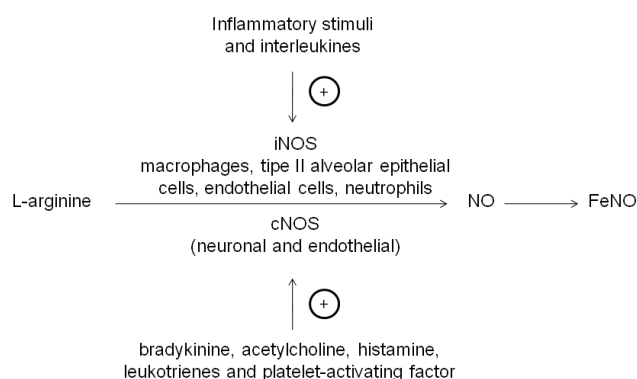 Inflammatory stimuli
and interleukines
+
iNOS
macrophages, tipe II alveolar epithelial
cells, endothelial cells, neutrophils
L-arginine
NO
FeNO
cNOS
(neuronal and endothelial)
+
bradykinine, acetylcholine, histamine,
leukotrienes and platelet-activating factor